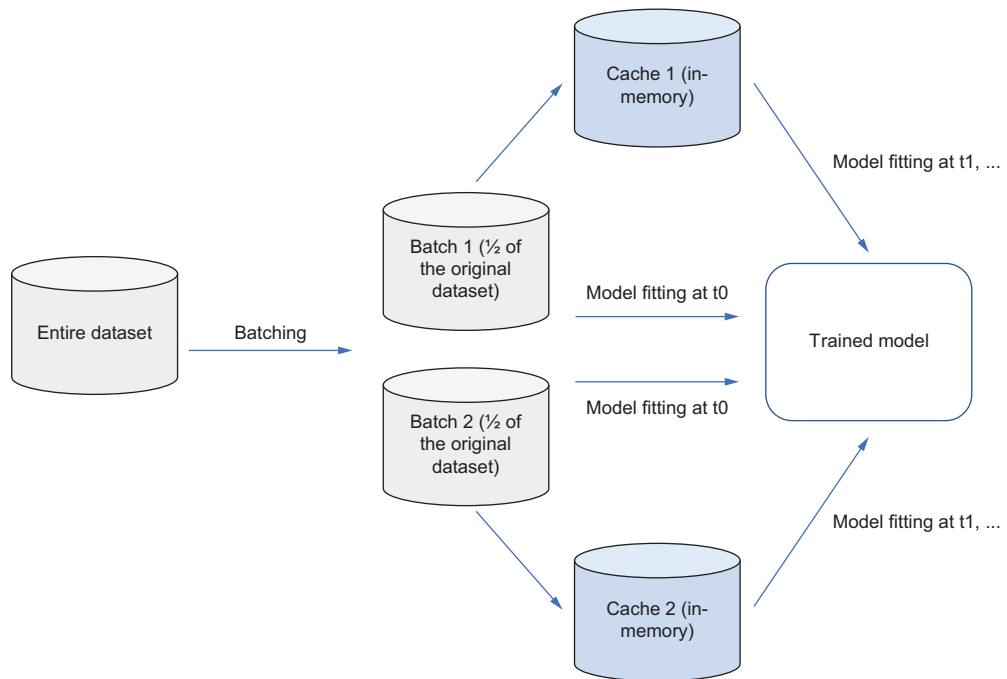 Cache 1 (in-
memory)
Model fitting at t1, ...
Batch 1 (½ of
the original
dataset)
Model fitting at t0
Entire dataset
Batching
Trained model
Model fitting at t0
Batch 2 (½ of
the original
dataset)
Model fitting at t1, ...
Cache 2 (in-
memory)